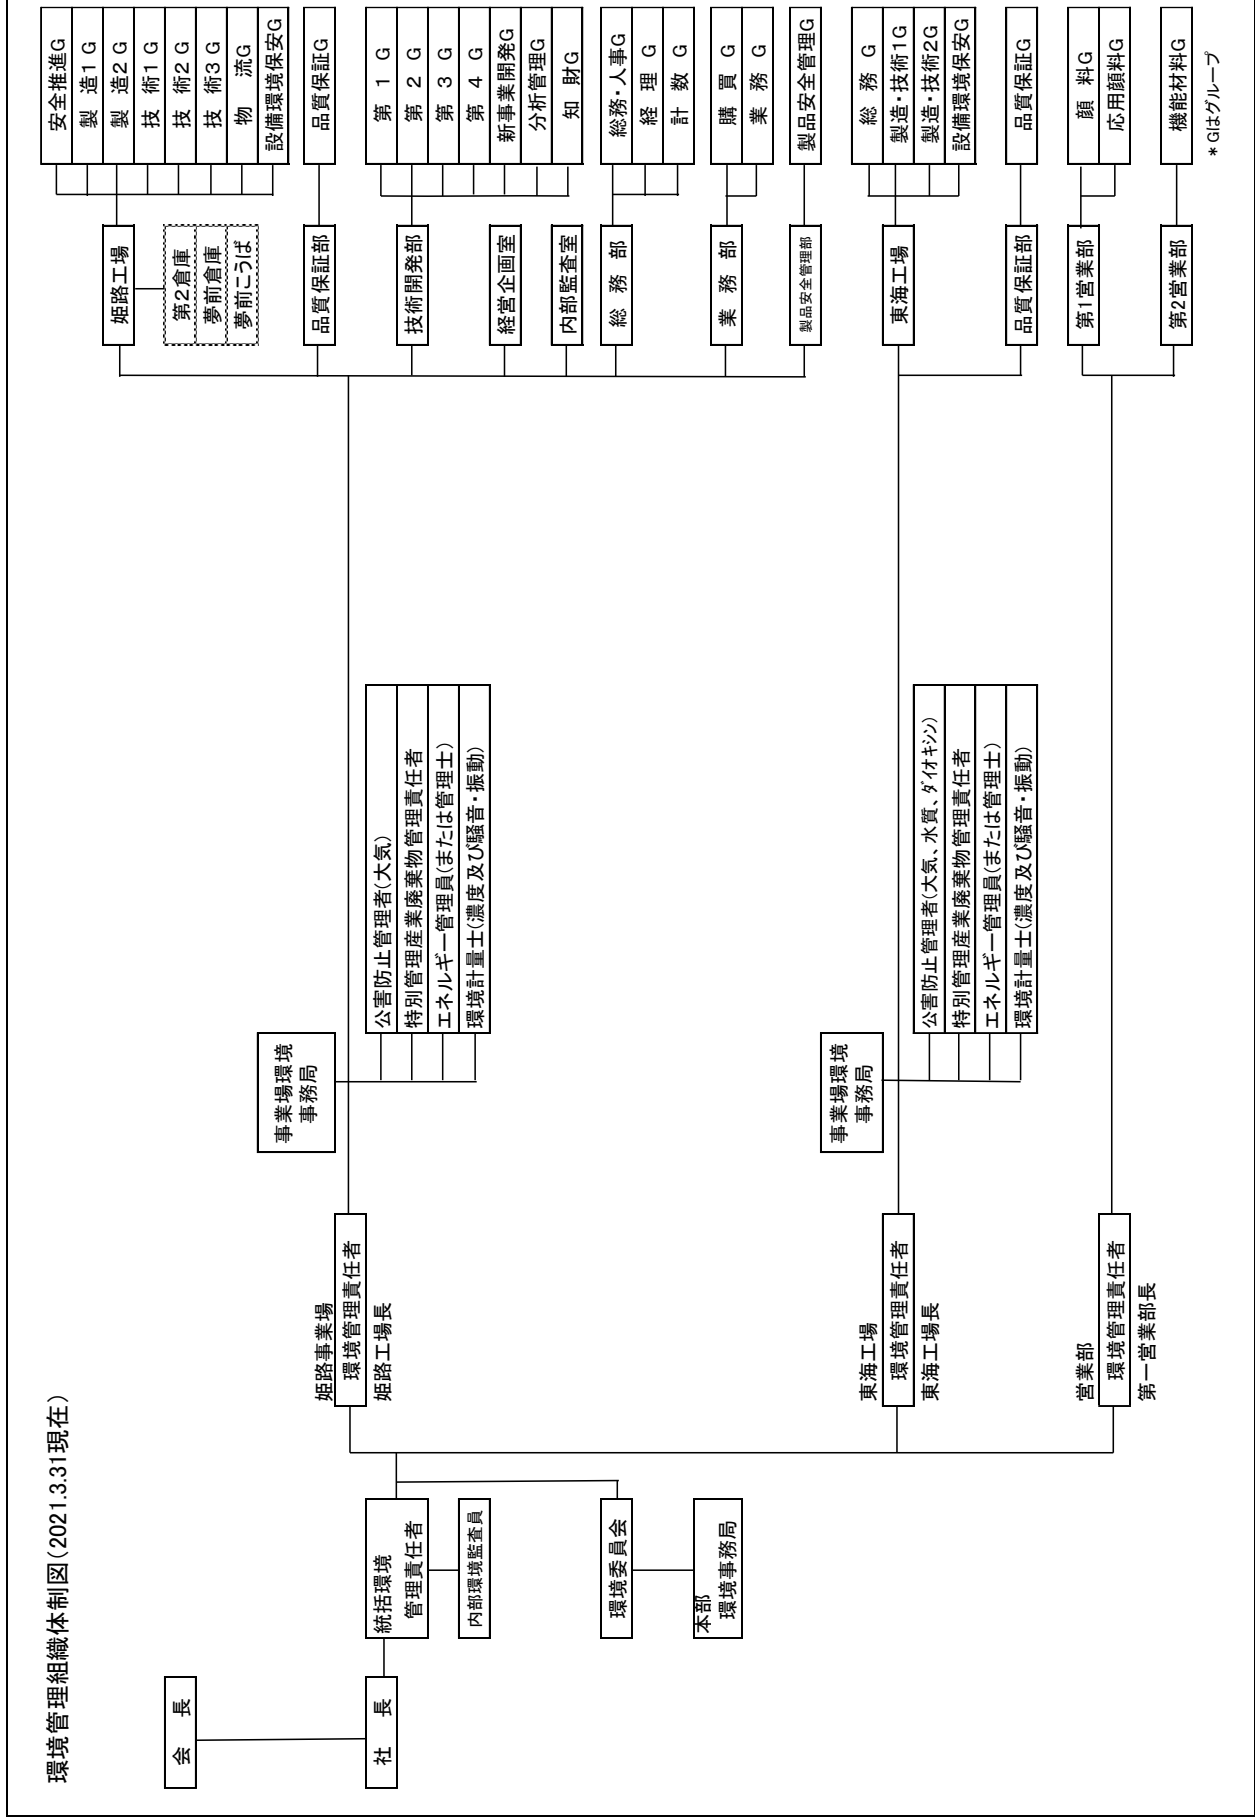 環境管理組織体制図(2021.3.31現在)
会　長
社　長
統括環境
管理責任者
内部環境監査員
環境委員会
本部
環境事務局
姫路事業場
環境管理責任者
姫路工場長
事業場環境
事務局
公害防止管理者(大気)
特別管理産業廃棄物管理責任者
エネルギー管理員(または管理士)
環境計量士(濃度及び騒音・振動)
東海工場
環境管理責任者
東海工場長
事業場環境
事務局
公害防止管理者(大気、水質、ダイオキシン)
特別管理産業廃棄物管理責任者
エネルギー管理員(または管理士)
環境計量士(濃度及び騒音・振動)
営業部
環境管理責任者
第一営業部長
姫路工場
第2倉庫
夢前倉庫
夢前こうば
品質保証部
技術開発部
経営企画室
内部監査室
総　務　部
業　務　部
製品安全管理部
東海工場
品質保証部
第1営業部
第2営業部
安全推進G
製　造1 G
製　造2 G
技　術1 G
技　術2 G
技　術3 G
物　　流G
設備環境保安G
品質保証G
第　1　G
第　2　G
第　3　G
第　4　G
新事業開発G
分析管理G
知　財G
総務・人事G
経　理　G
計　数　G
購　買　G
業　務　G
製品安全管理G
総　務　G
製造・技術1G
製造・技術2G
設備環境保安G
品質保証G
顔　料G
応用顔料G
機能材料G
*Gはグループ